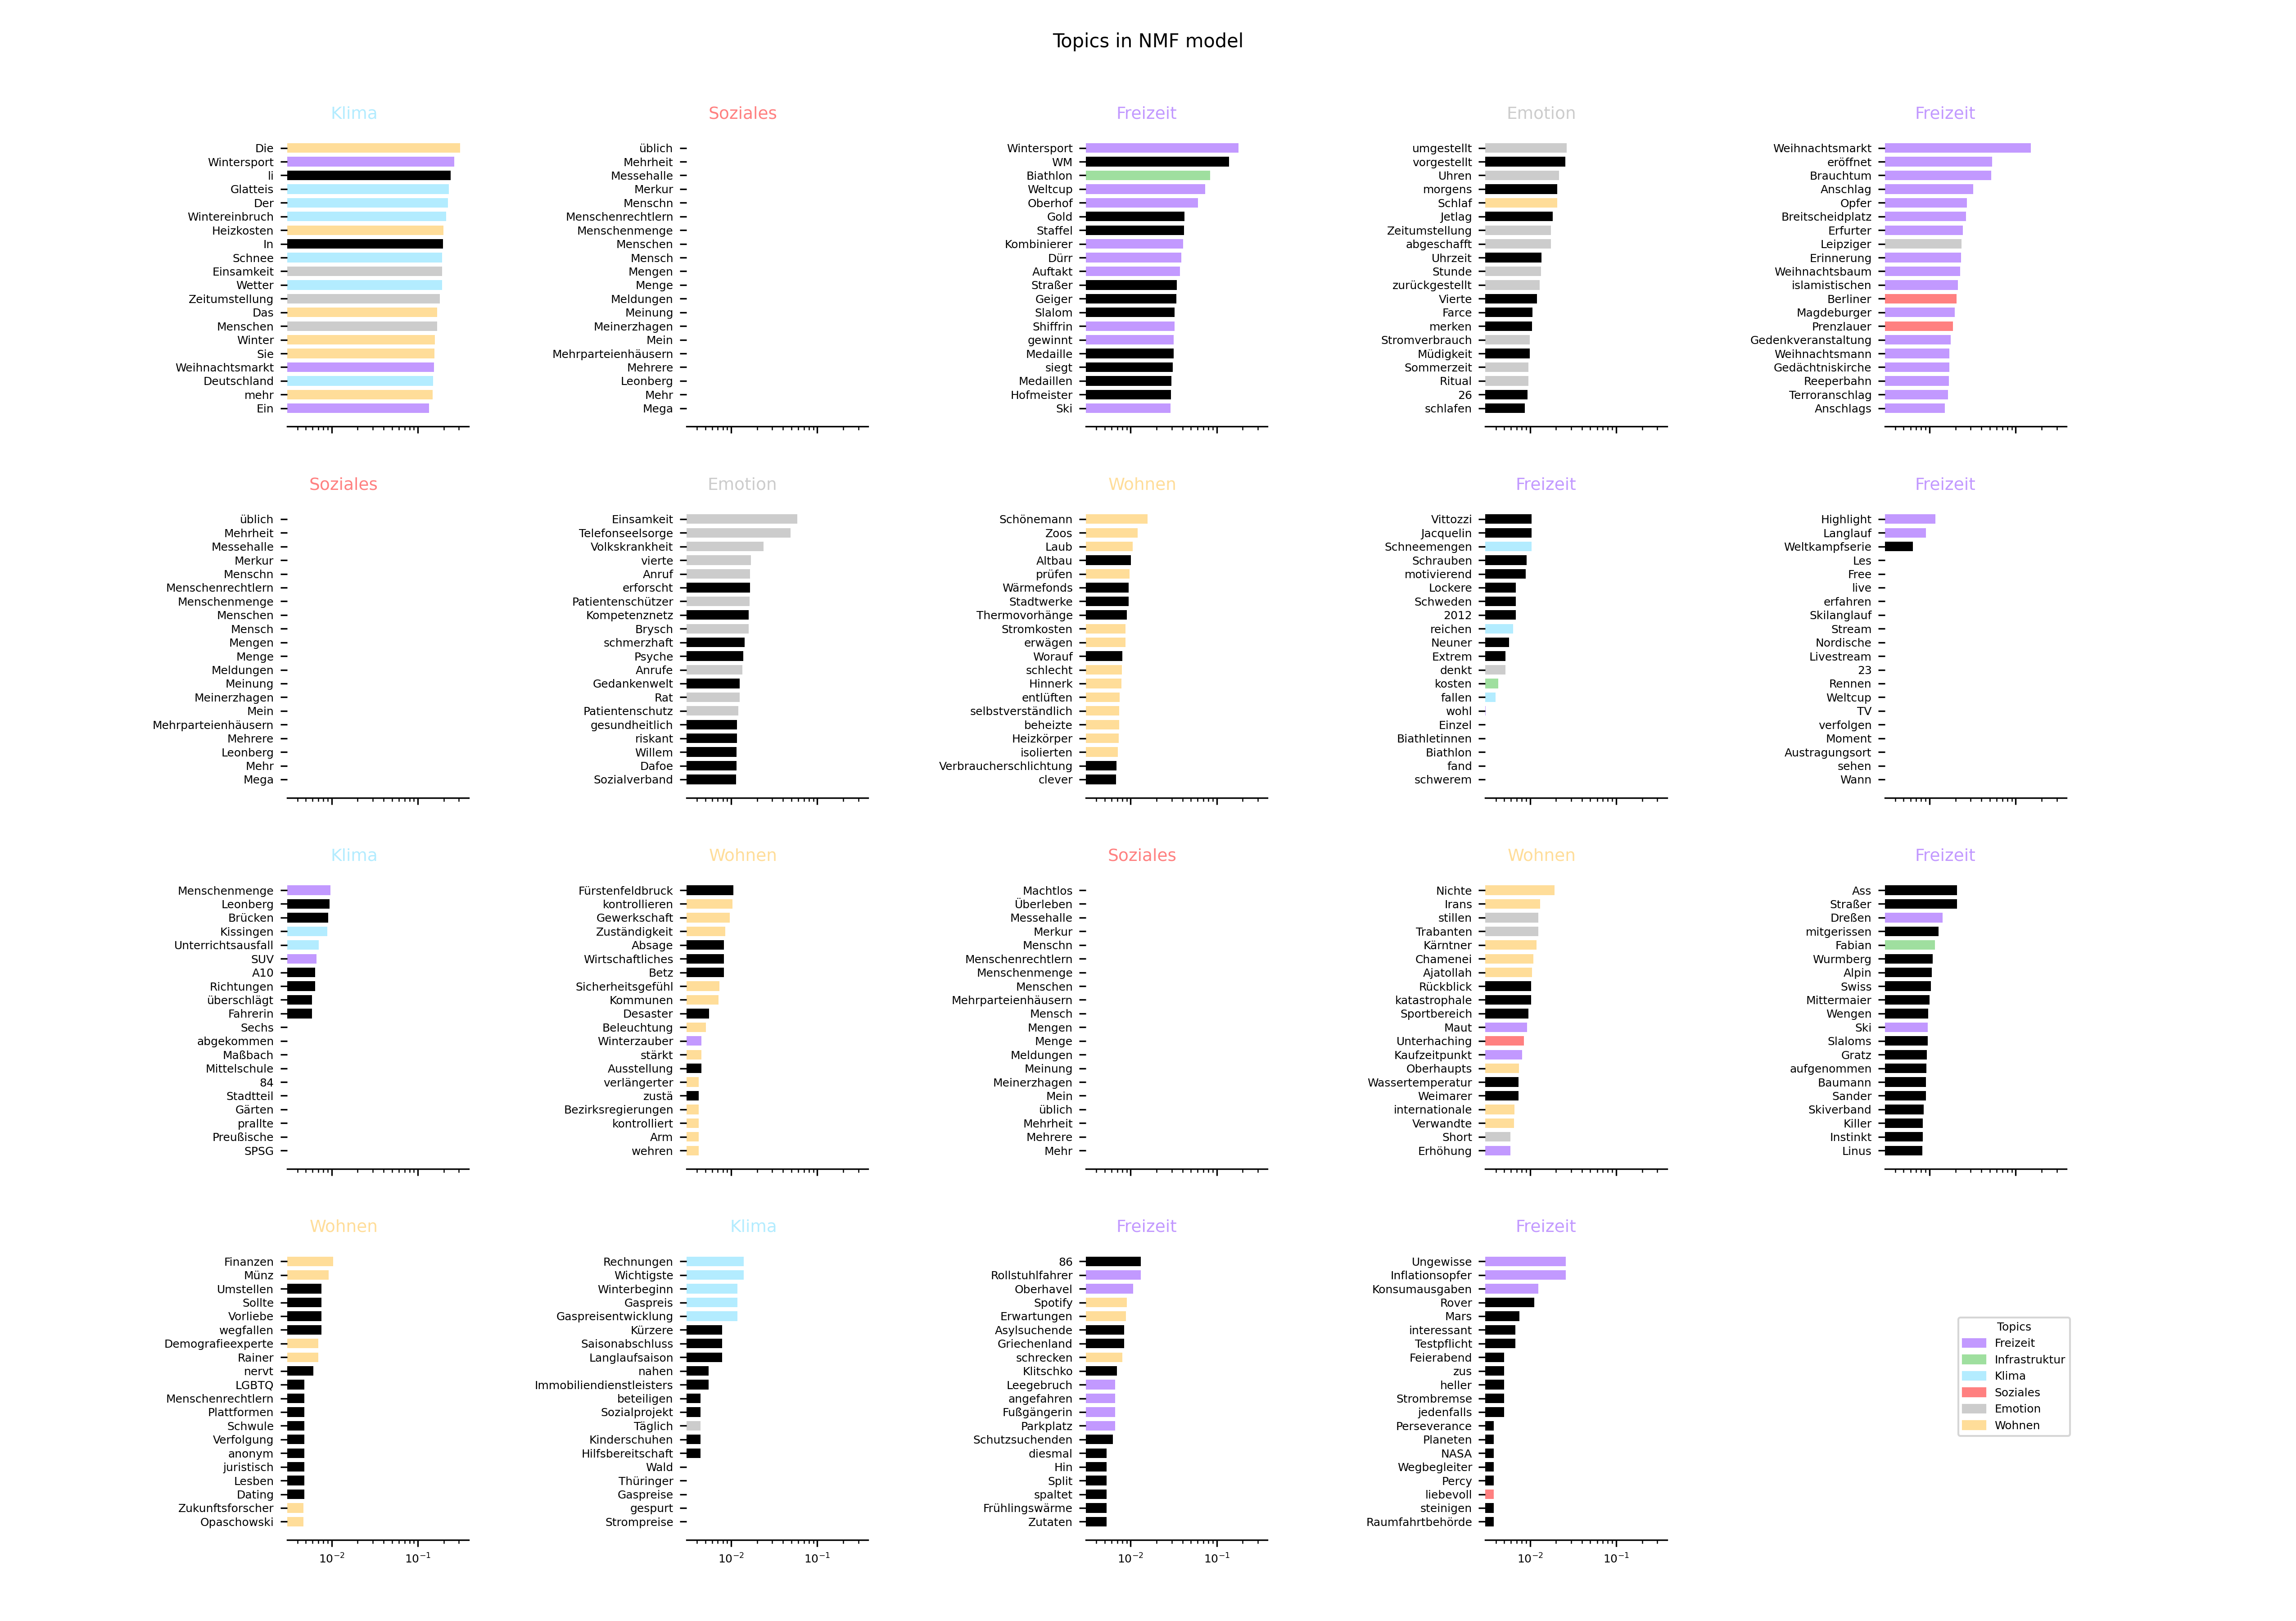 Topics in NMF model
Klima
Die
Wintersport
li
Glatteis
Der
Wintereinbruch
Heizkosten
In
Schnee
Einsamkeit
Wetter
Zeitumstellung
Das
Menschen
Winter
Sie
Weihnachtsmarkt
Deutschland
mehr
Ein
Soziales
üblich
Mehrheit
Messehalle
Merkur
Menschn
Menschenrechtlern
Menschenmenge
Menschen
Mensch
Mengen
Menge
Meldungen
Meinung
Meinerzhagen
Mein
Mehrparteienhäusern
Mehrere
Leonberg
Mehr
Mega
Freizeit
Wintersport
WM
Biathlon
Weltcup
Oberhof
Gold
Staffel
Kombinierer
Dürr
Auftakt
Straßer
Geiger
Slalom
Shiffrin
gewinnt
Medaille
siegt
Medaillen
Hofmeister
Ski
Emotion
umgestellt
vorgestellt
Uhren
morgens
Schlaf
Jetlag
Zeitumstellung
abgeschafft
Uhrzeit
Stunde
zurückgestellt
Vierte
Farce
merken
Stromverbrauch
Müdigkeit
Sommerzeit
Ritual
26
schlafen
Freizeit
Weihnachtsmarkt
eröffnet
Brauchtum
Anschlag
Opfer
Breitscheidplatz
Erfurter
Leipziger
Erinnerung
Weihnachtsbaum
islamistischen
Berliner
Magdeburger
Prenzlauer
Gedenkveranstaltung
Weihnachtsmann
Gedächtniskirche
Reeperbahn
Terroranschlag
Anschlags
Soziales
üblich
Mehrheit
Messehalle
Merkur
Menschn
Menschenrechtlern
Menschenmenge
Menschen
Mensch
Mengen
Menge
Meldungen
Meinung
Meinerzhagen
Mein
Mehrparteienhäusern
Mehrere
Leonberg
Mehr
Mega
Emotion
Einsamkeit
Telefonseelsorge
Volkskrankheit
vierte
Anruf
erforscht
Patientenschützer
Kompetenznetz
Brysch
schmerzhaft
Psyche
Anrufe
Gedankenwelt
Rat
Patientenschutz
gesundheitlich
riskant
Willem
Dafoe
Sozialverband
Wohnen
Schönemann
Zoos
Laub
Altbau
prüfen
Wärmefonds
Stadtwerke
Thermovorhänge
Stromkosten
erwägen
Worauf
schlecht
Hinnerk
entlüften
selbstverständlich
beheizte
Heizkörper
isolierten
Verbraucherschlichtung
clever
Freizeit
Vittozzi
Jacquelin
Schneemengen
Schrauben
motivierend
Lockere
Schweden
2012
reichen
Neuner
Extrem
denkt
kosten
fallen
wohl
Einzel
Biathletinnen
Biathlon
fand
schwerem
Freizeit
Highlight
Langlauf
Weltkampfserie
Les
Free
live
erfahren
Skilanglauf
Stream
Nordische
Livestream
23
Rennen
Weltcup
TV
verfolgen
Moment
Austragungsort
sehen
Wann
Klima
Menschenmenge
Leonberg
Brücken
Kissingen
Unterrichtsausfall
SUV
A10
Richtungen
überschlägt
Fahrerin
Sechs
abgekommen
Maßbach
Mittelschule
84
Stadtteil
Gärten
prallte
Preußische
SPSG
Wohnen
Fürstenfeldbruck
kontrollieren
Gewerkschaft
Zuständigkeit
Absage
Wirtschaftliches
Betz
Sicherheitsgefühl
Kommunen
Desaster
Beleuchtung
Winterzauber
stärkt
Ausstellung
verlängerter
zustä
Bezirksregierungen
kontrolliert
Arm
wehren
Soziales
Machtlos
Überleben
Messehalle
Merkur
Menschn
Menschenrechtlern
Menschenmenge
Menschen
Mehrparteienhäusern
Mensch
Mengen
Menge
Meldungen
Meinung
Meinerzhagen
Mein
üblich
Mehrheit
Mehrere
Mehr
Wohnen
Nichte
Irans
stillen
Trabanten
Kärntner
Chamenei
Ajatollah
Rückblick
katastrophale
Sportbereich
Maut
Unterhaching
Kaufzeitpunkt
Oberhaupts
Wassertemperatur
Weimarer
internationale
Verwandte
Short
Erhöhung
Freizeit
Ass
Straßer
Dreßen
mitgerissen
Fabian
Wurmberg
Alpin
Swiss
Mittermaier
Wengen
Ski
Slaloms
Gratz
aufgenommen
Baumann
Sander
Skiverband
Killer
Instinkt
Linus
Wohnen
Finanzen
Münz
Umstellen
Sollte
Vorliebe
wegfallen
Demografieexperte
Rainer
nervt
LGBTQ
Menschenrechtlern
Plattformen
Schwule
Verfolgung
anonym
juristisch
Lesben
Dating
Zukunftsforscher
Opaschowski
10⁻² 10⁻¹
Klima
Rechnungen
Wichtigste
Winterbeginn
Gaspreis
Gaspreisentwicklung
Kürzere
Saisonabschluss
Langlaufsaison
nahen
Immobiliendienstleisters
beteiligen
Sozialprojekt
Täglich
Kinderschuhen
Hilfsbereitschaft
Wald
Thüringer
Gaspreise
gespurt
Strompreise
10⁻² 10⁻¹
Freizeit
86
Rollstuhlfahrer
Oberhavel
Spotify
Erwartungen
Asylsuchende
Griechenland
schrecken
Klitschko
Leegebruch
angefahren
Fußgängerin
Parkplatz
Schutzsuchenden
diesmal
Hin
Split
spaltet
Frühlingswärme
Zutaten
10⁻² 10⁻¹
Freizeit
Ungewisse
Inflationsopfer
Konsumausgaben
Rover
Mars
interessant
Testpflicht
Feierabend
zus
heller
Strombremse
jedenfalls
Perseverance
Planeten
NASA
Wegbegleiter
Percy
liebevoll
steinigen
Raumfahrtbehörde
10⁻² 10⁻¹
Topics
Freizeit
Infrastruktur
Klima
Soziales
Emotion
Wohnen